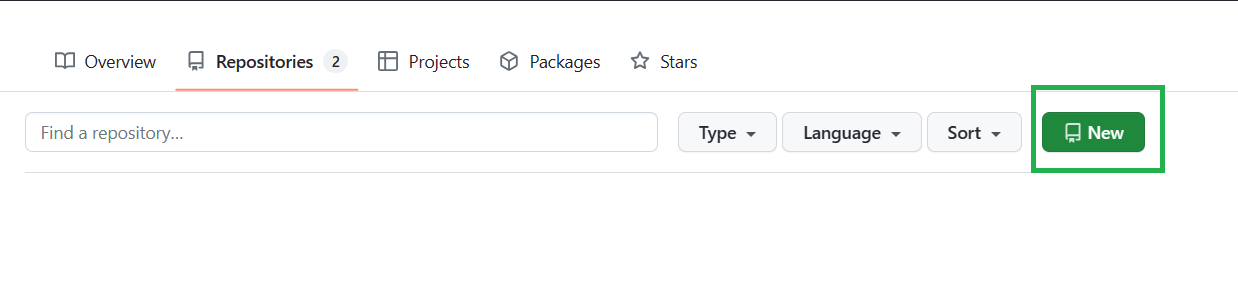 Overview Repositories 2 Projects Packages Stars
Find a repository... Type Language Sort New